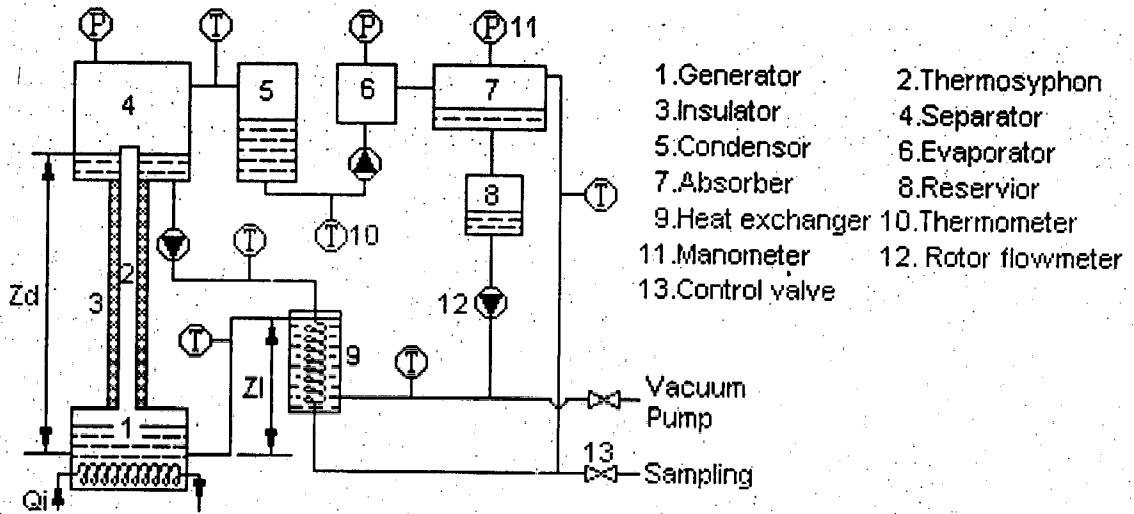 P T P P 11
4 5 6 7
8
T
T 10
T
2
Zd 3
12
T
Zl 9
T
1
13
Qi
Vacuum
Pump
Sampling
1.Generator 2.Thermosyphon
3.Insulator 4.Separator
5.Condensor 6.Evaporator
7.Absorber 8.Reservior
9.Heat exchanger 10.Thermometer
11.Manometer 12. Rotor flowmeter
13.Control valve